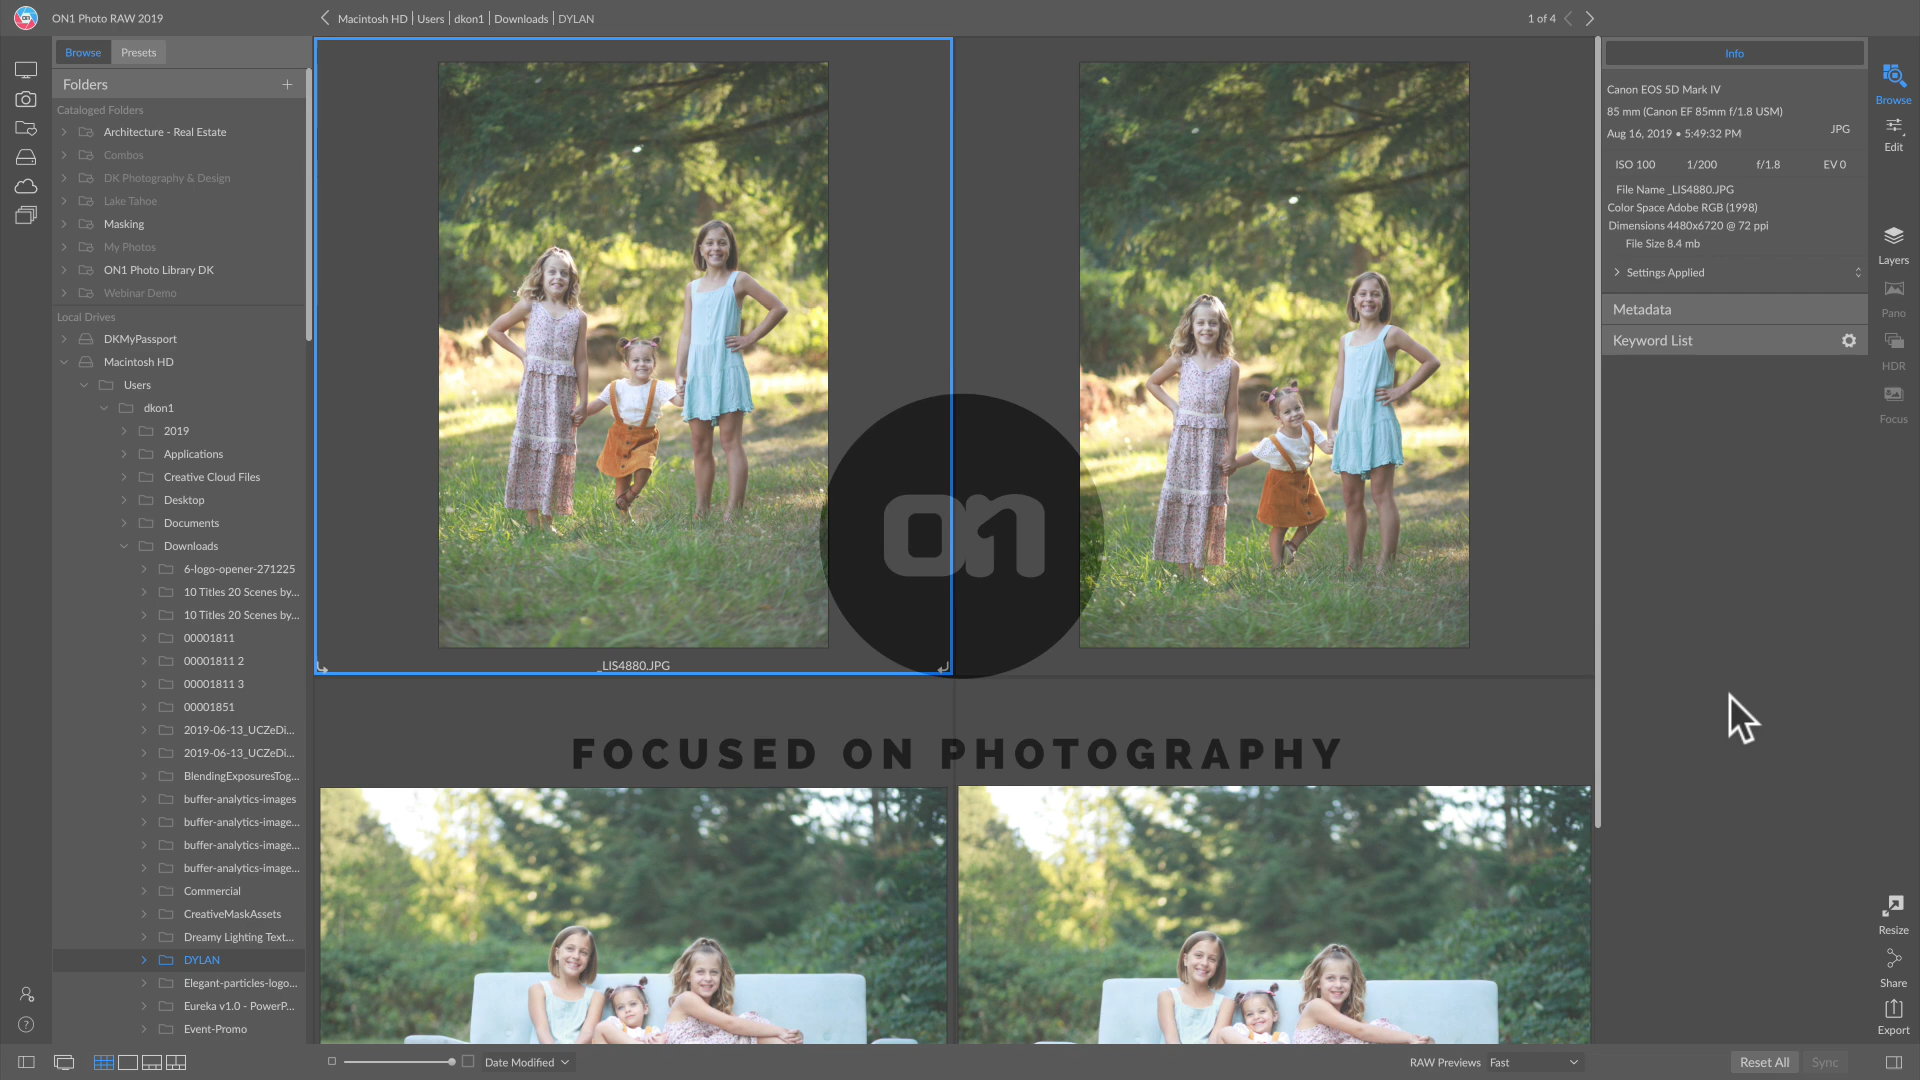 ON1 Photo RAW 2019
Macintosh HD | Users | dkon1 | Downloads | DYLAN
1 of 4
Browse
Presets
Folders
Cataloged Folders
Architecture - Real Estate
Combos
DK Photography & Design
Lake Tahoe
Masking
My Photos
ON1 Photo Library DK
Webinar Demo
Local Drives
DKMyPassport
Macintosh HD
Users
dkon1
2019
Applications
Creative Cloud Files
Desktop
Documents
Downloads
6-logo-opener-271225
10 Titles 20 Scenes by...
10 Titles 20 Scenes by...
00001811
00001811 2
00001811 3
00001851
2019-06-13_UCZeDi...
2019-06-13_UCZeDi...
BlendingExposuresTog...
buffer-analytics-images
buffer-analytics-image...
buffer-analytics-image...
buffer-analytics-image...
Commercial
CreativeMaskAssets
Dreamy Lighting Text...
DYLAN
Elegant-particles-logo...
Eureka v1.0 - PowerP...
Event-Promo
_LIS4880.JPG
on
FOCUSED ON PHOTOGRAPHY
Info
Canon EOS 5D Mark IV
85 mm (Canon EF 85mm f/1.8 USM)
Aug 16, 2019 • 5:49:32 PM
JPG
ISO 100 1/200 f/1.8 EV 0
File Name _LIS4880.JPG
Color Space Adobe RGB (1998)
Dimensions 4480x6720 @ 72 ppi
File Size 8.4 mb
Settings Applied
Metadata
Keyword List
Browse
Edit
Layers
Pano
HDR
Focus
Resize
Share
Export
Date Modified
RAW Previews Fast
Reset All
Sync